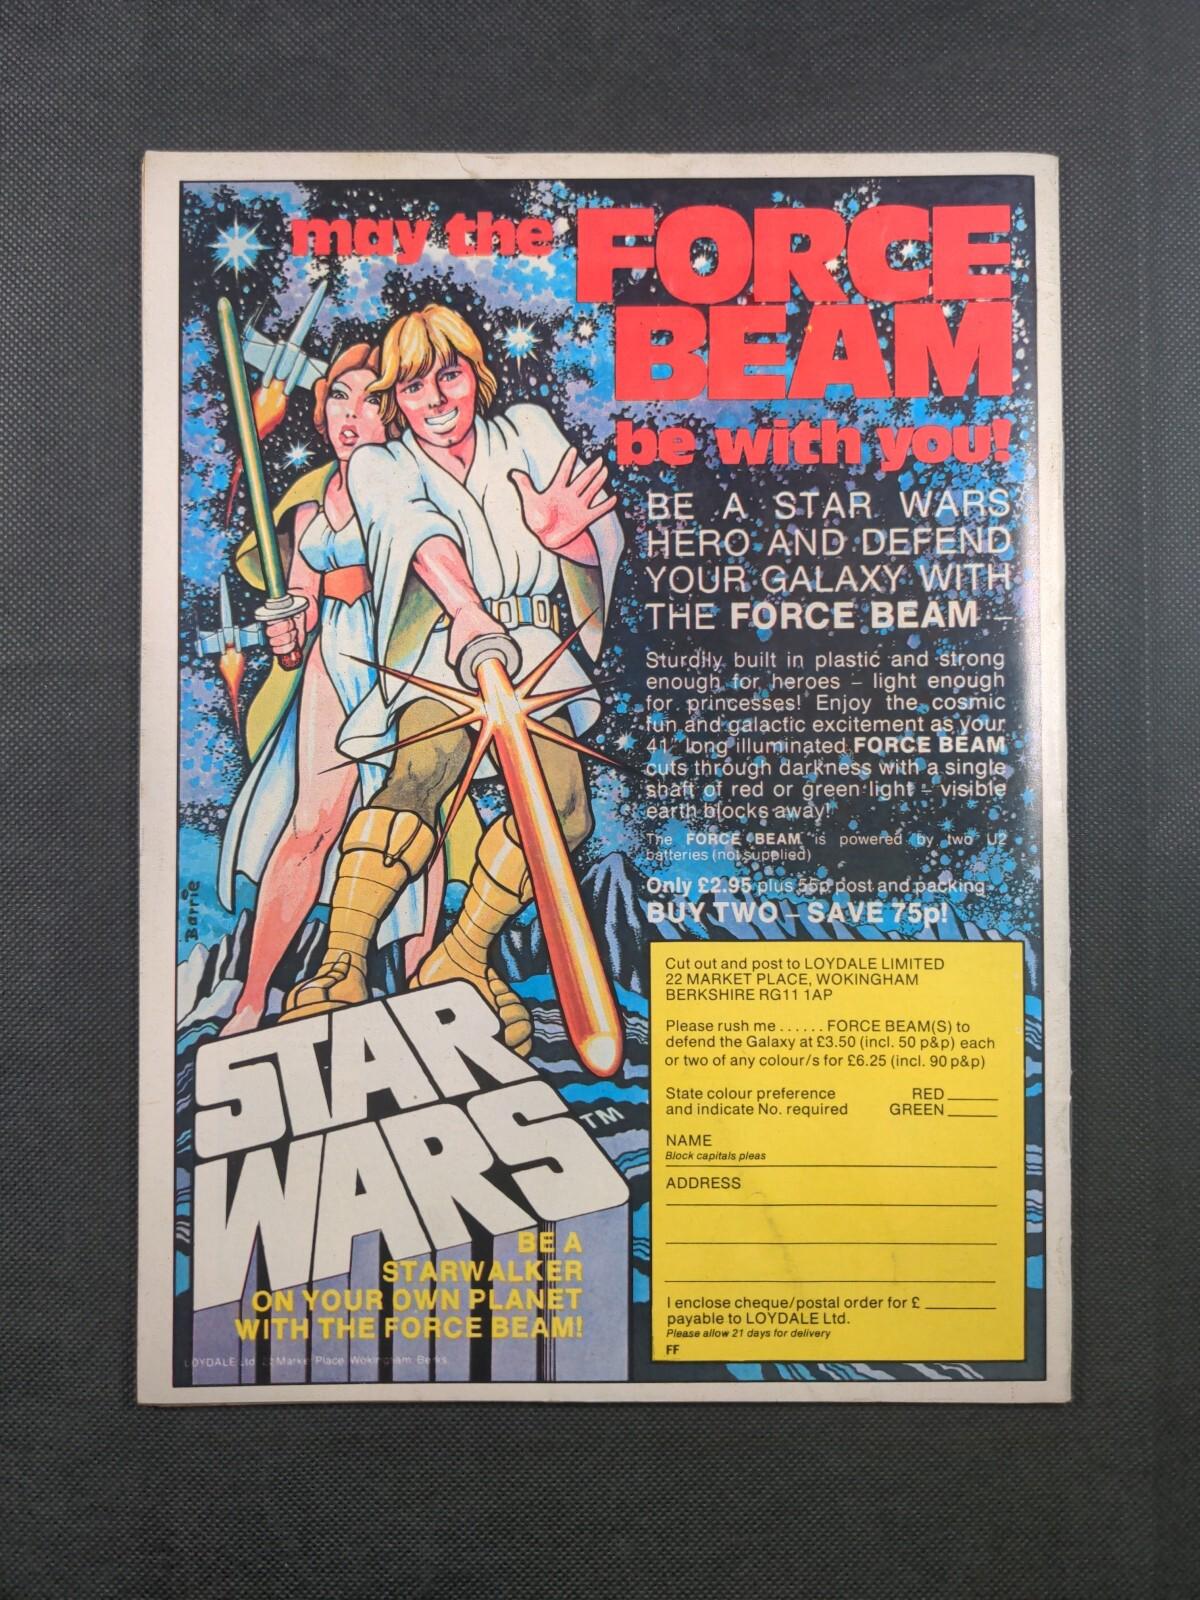 may the FORCE
BEAM
be with you!
BE A STAR WARS
HERO AND DEFEND
YOUR GALAXY WITH
THE FORCE BEAM –
Sturdily built in plastic and strong
enough for heroes – light enough
for princesses! Enjoy the cosmic
fun and galactic excitement as your
41" long illuminated FORCE BEAM
cuts through darkness with a single
shaft of red or green light – visible
earth blocks away!
The FORCE BEAM is powered by two U2
batteries (not supplied)
Only £2.95 plus 55p post and packing
BUY TWO – SAVE 75p!
Cut out and post to LOYDALE LIMITED
22 MARKET PLACE, WOKINGHAM
BERKSHIRE RG11 1AP
Please rush me ...... FORCE BEAM(S) to
defend the Galaxy at £3.50 (incl. 50 p&p) each
or two of any colour/s for £6.25 (incl. 90 p&p)
State colour preference RED
and indicate No. required GREEN
NAME
Block capitals pleas
ADDRESS
I enclose cheque/postal order for £
payable to LOYDALE Ltd.
Please allow 21 days for delivery
FF
Barrie
STAR
WARS TM
BE A
STARWALKER
ON YOUR OWN PLANET
WITH THE FORCE BEAM!
LOYDALE Ltd. 22 Market Place, Wokingham, Berks.